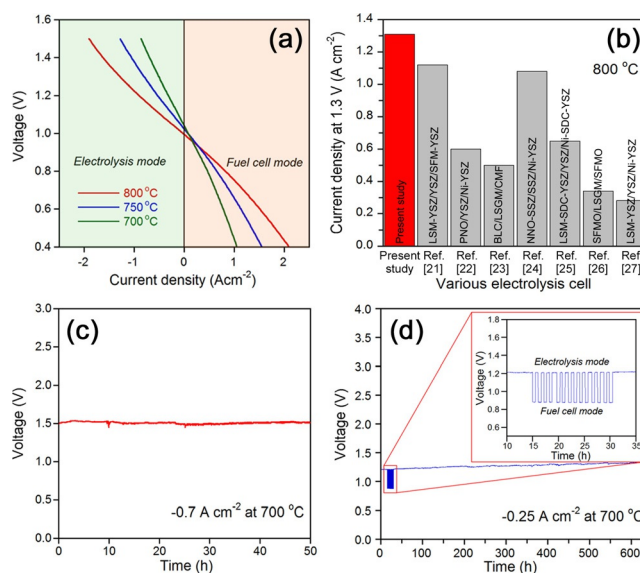 (a)
1.6
1.4
1.2
1.0
0.8
0.6
0.4
Voltage (V)
Electrolysis mode
Fuel cell mode
800 °C
750 °C
700 °C
-2
-1
0
1
2
Current density (Acm⁻²)
(b)
800 °C
1.4
1.2
1.0
0.8
0.6
0.4
0.2
0.0
Current density at 1.3 V (A cm⁻²)
Present study
LSM-YSZ/YSZ/SFM-YSZ
PNO/YSZ/Ni-YSZ
BLC/LSGM/CMF
NNO-SSZ/SSZ/Ni-YSZ
LSM-SDC-YSZ/YSZ/Ni-SDC-YSZ
SFMO/LSGM/SFMO
LSM-YSZ/YSZ/Ni-YSZ
Present Ref. Ref. Ref. Ref. Ref. Ref. Ref.
study [21] [22] [23] [24] [25] [26] [27]
Various electrolysis cell
(c)
3.0
2.5
2.0
1.5
1.0
0.5
0.0
Voltage (V)
-0.7 A cm⁻² at 700 °C
0
10
20
30
40
50
Time (h)
(d)
4.0
3.5
3.0
2.5
2.0
1.5
1.0
0.5
0.0
Voltage (V)
1.8
1.6
1.4
1.2
1.0
0.8
0.6
Voltage (V)
Electrolysis mode
Fuel cell mode
10
15
20
25
30
35
Time (h)
-0.25 A cm⁻² at 700 °C
0
100
200
300
400
500
600
Time (h)